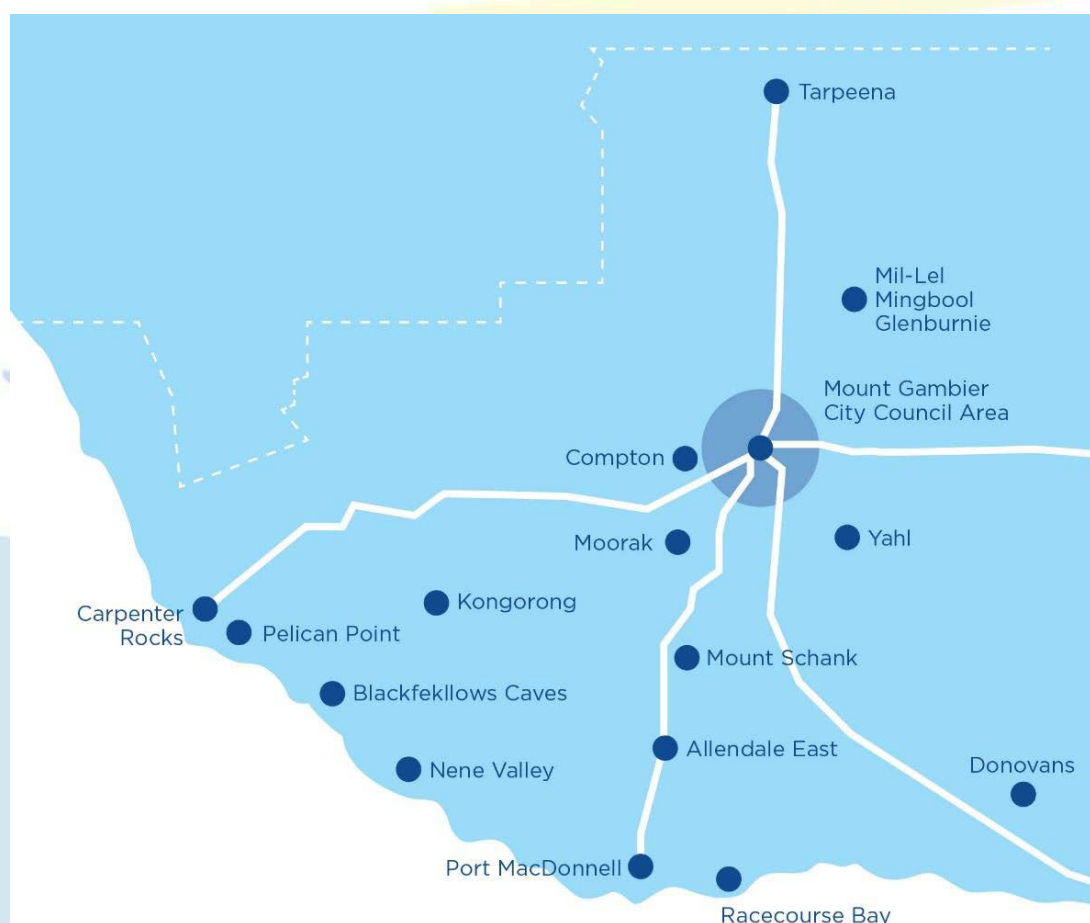 Tarpeena
Mil-Lel
Mingbool
Glenburnie
Mount Gambier
City Council Area
Compton
Moorak
Yahl
Kongorong
Carpenter
Rocks
Pelican Point
Mount Schank
Blackfekllows Caves
Allendale East
Nene Valley
Donovans
Port MacDonnell
Racecourse Bay